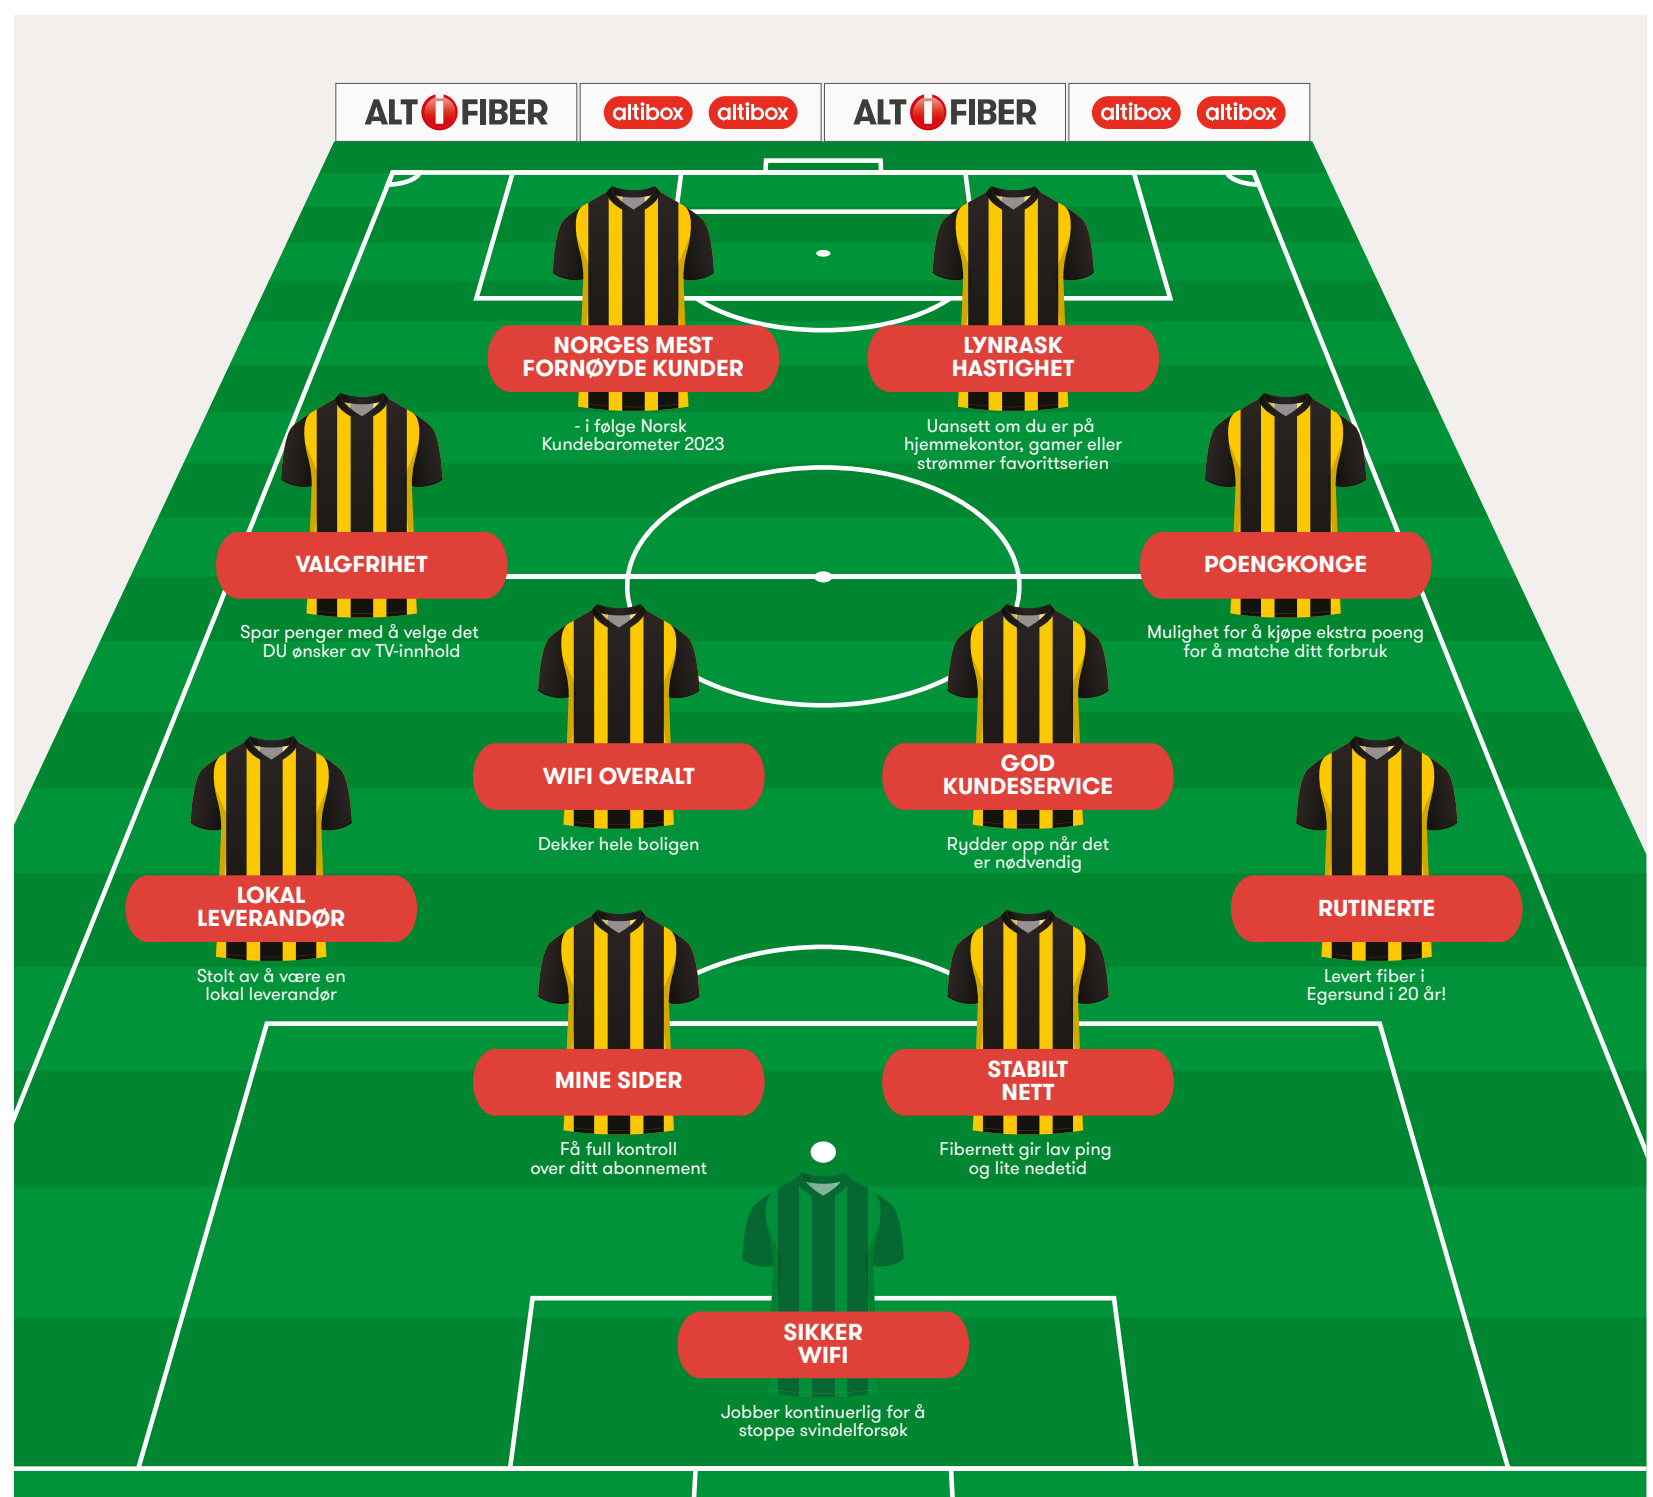 ALT i FIBER altibox altibox ALT i FIBER altibox altibox
NORGES MEST
FORNØYDE KUNDER
- i følge Norsk
Kundebarometer 2023
LYNRASK
HASTIGHET
Uansett om du er på
hjemmekontor, gamer eller
strømmer favorittserien
VALGFRIHET
Spar penger med å velge det
DU ønsker av TV-innhold
POENGKONGE
Mulighet for å kjøpe ekstra poeng
for å matche ditt forbruk
WIFI OVERALT
Dekker hele boligen
GOD
KUNDESERVICE
Rydder opp når det
er nødvendig
LOKAL
LEVERANDØR
Stolt av å være en
lokal leverandør
RUTINERTE
Levert fiber i
Egersund i 20 år!
MINE SIDER
Få full kontroll
over ditt abonnement
STABILT
NETT
Fibernett gir lav ping
og lite nedetid
SIKKER
WIFI
Jobber kontinuerlig for å
stoppe svindelforsøk